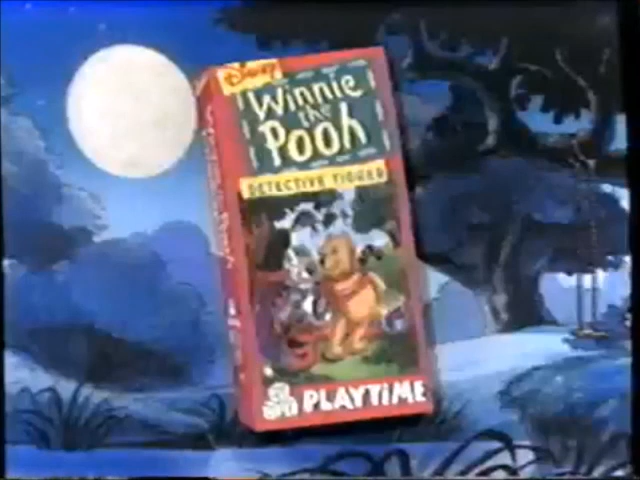 Disney
Winnie
the
Pooh
DETECTIVE TIGGER
PLAYTIME